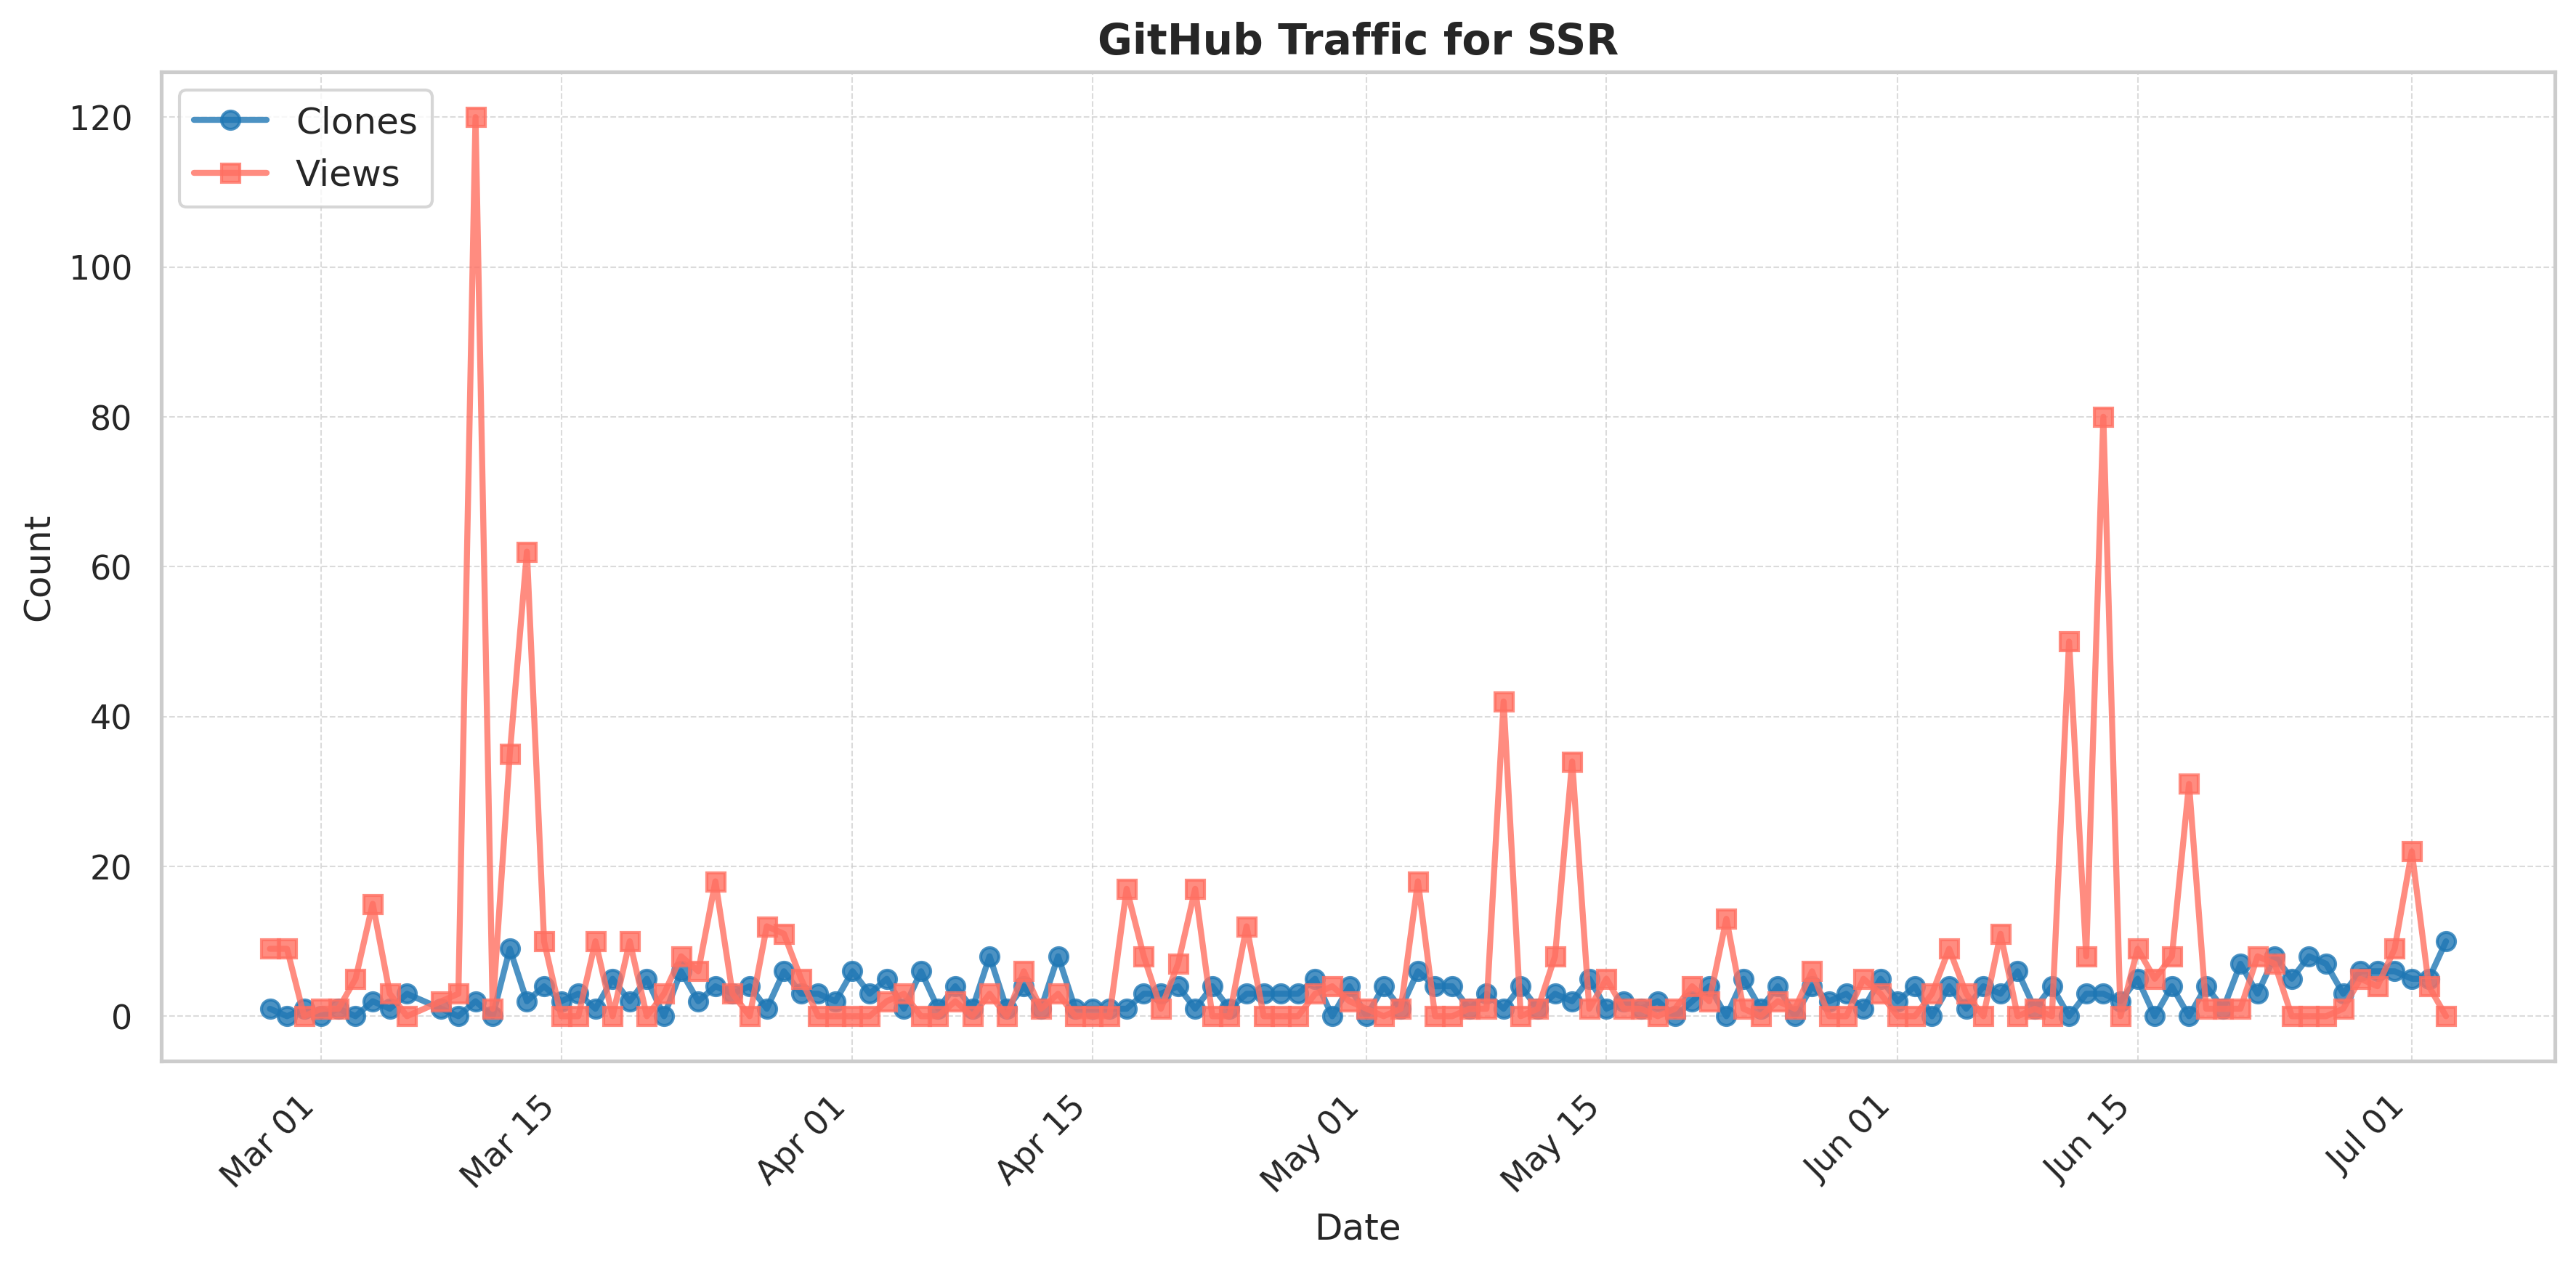 GitHub Traffic for SSR
Clones
Views
120
100
80
60
40
20
0
Count
Mar 01
Mar 15
Apr 01
Apr 15
May 01
May 15
Jun 01
Jun 15
Jul 01
Date